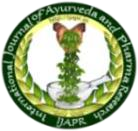 International Journal of Ayurveda and Pharma Research
IJAPR